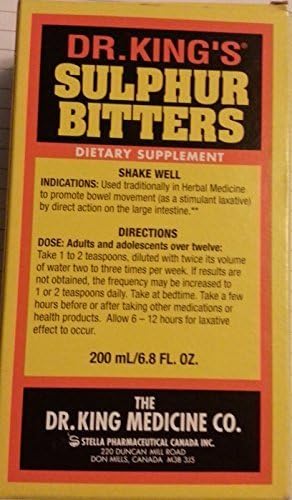 DR.KING'S®
SULPHUR
BITTERS
DIETARY SUPPLEMENT
SHAKE WELL
INDICATIONS: Used traditionally in Herbal Medicine
to promote bowel movement (as a stimulant laxative)
by direct action on the large intestine.**
DIRECTIONS
DOSE: Adults and adolescents over twelve:
Take 1 to 2 teaspoons, diluted with twice its volume
of water two to three times per week. If results are
not obtained, the frequency may be increased to
1 or 2 teaspoons daily. Take at bedtime. Take a few
hours before or after taking other medications or
health products. Allow 6 – 12 hours for laxative
effect to occur.
200 mL/6.8 FL. OZ.
THE
DR.KING MEDICINE CO.
STELLA PHARMACEUTICAL CANADA INC.
220 DUNCAN MILL ROAD
DON MILLS, CANADA M3B 3J5